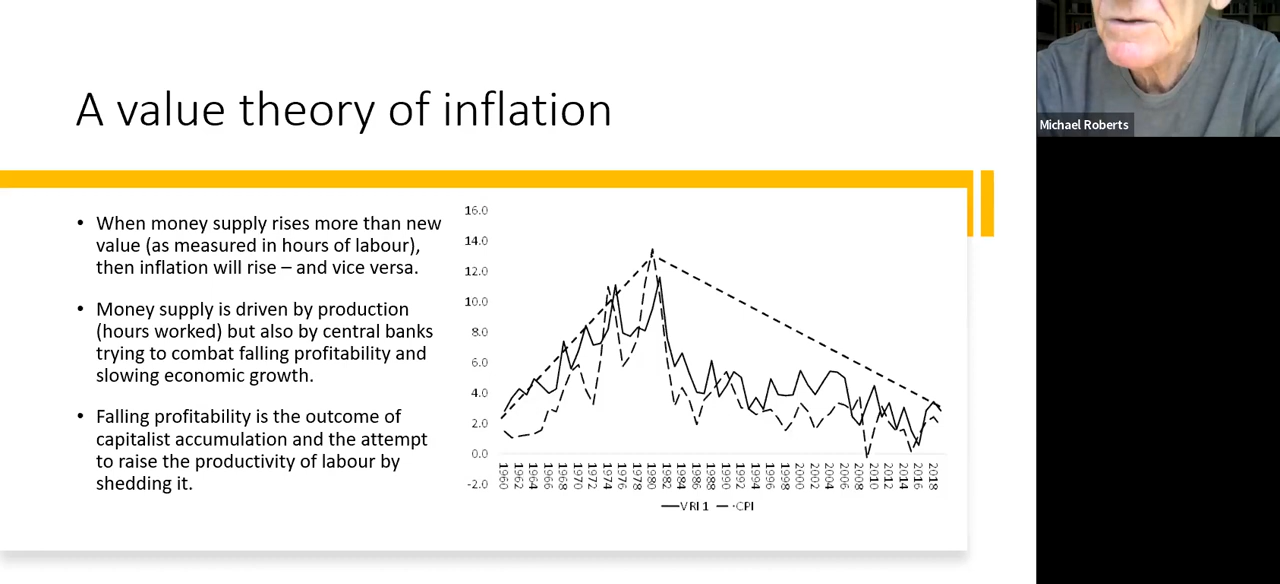 A value theory of inflation
Michael Roberts
• When money supply rises more than new
value (as measured in hours of labour),
then inflation will rise – and vice versa.
• Money supply is driven by production
(hours worked) but also by central banks
trying to combat falling profitability and
slowing economic growth.
• Falling profitability is the outcome of
capitalist accumulation and the attempt
to raise the productivity of labour by
shedding it.
16.0
14.0
12.0
10.0
8.0
6.0
4.0
2.0
0.0
-2.0
1960
1962
1964
1966
1968
1970
1972
1974
1976
1978
1980
1982
1984
1986
1988
1990
1992
1994
1996
1998
2000
2002
2004
2006
2008
2010
2012
2014
2016
2018
VRI 1 CPI